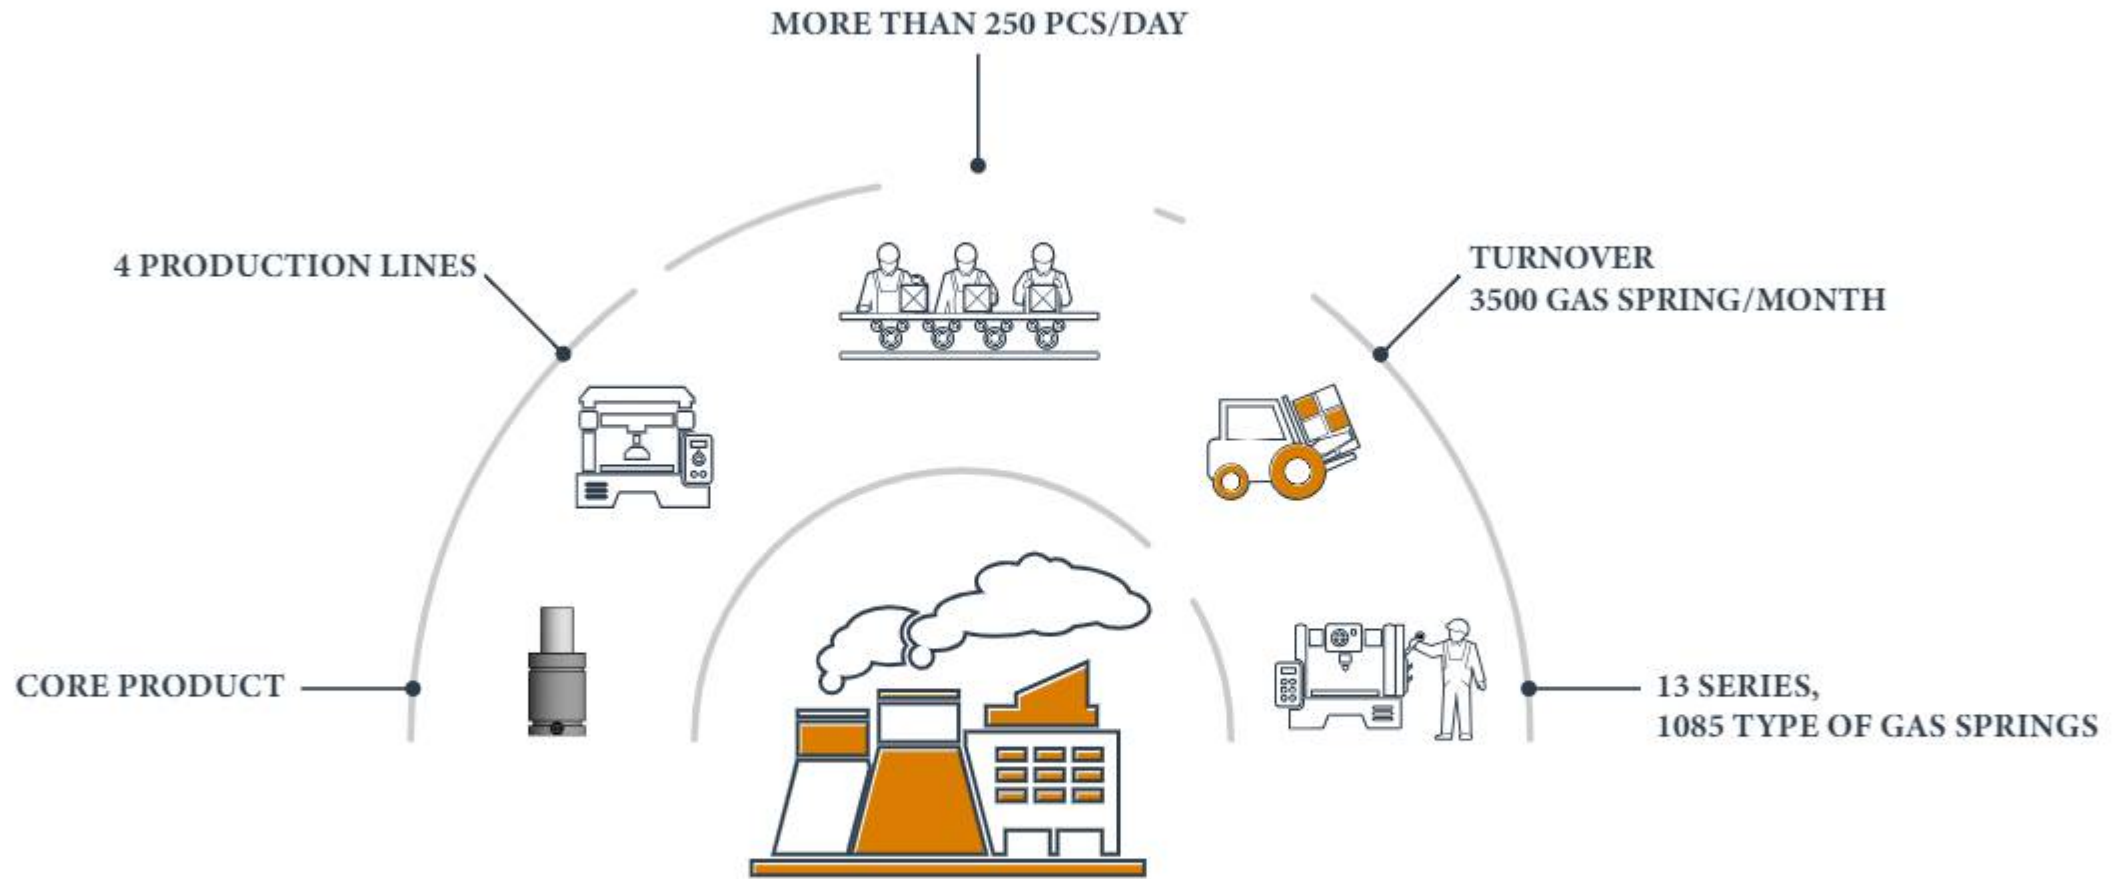 MORE THAN 250 PCS/DAY
4 PRODUCTION LINES
TURNOVER
3500 GAS SPRING/MONTH
CORE PRODUCT
13 SERIES,
1085 TYPE OF GAS SPRINGS